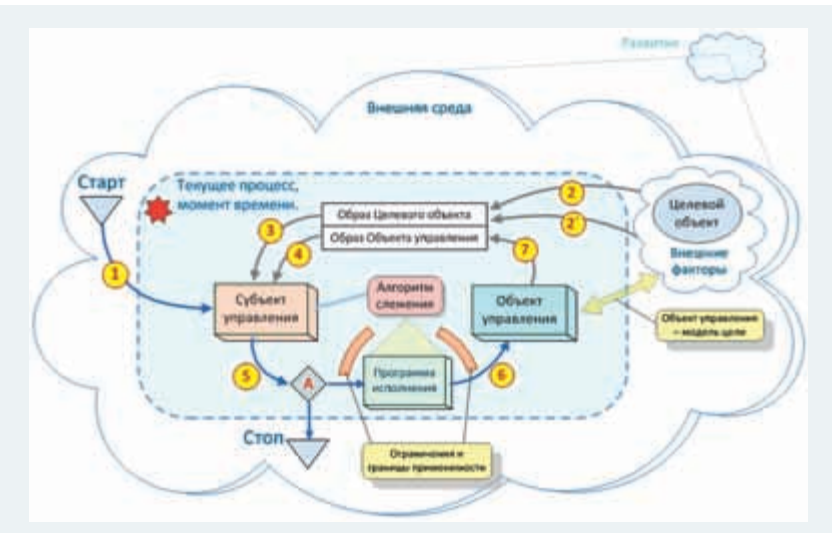 Развитие
Внешняя среда
Старт
Текущее процесс,
момент времени.
2
Целевой
объект
Образ Целевого объекта
3
2'
Образ Объекта управления
4
7
Внешние
факторы
1
Алгоритм
слежения
Субъект
управления
Объект
управления
Объект управления
– модель цели
5
А
Программа
исполнения
6
Стоп
Ограничения и
границы применимости